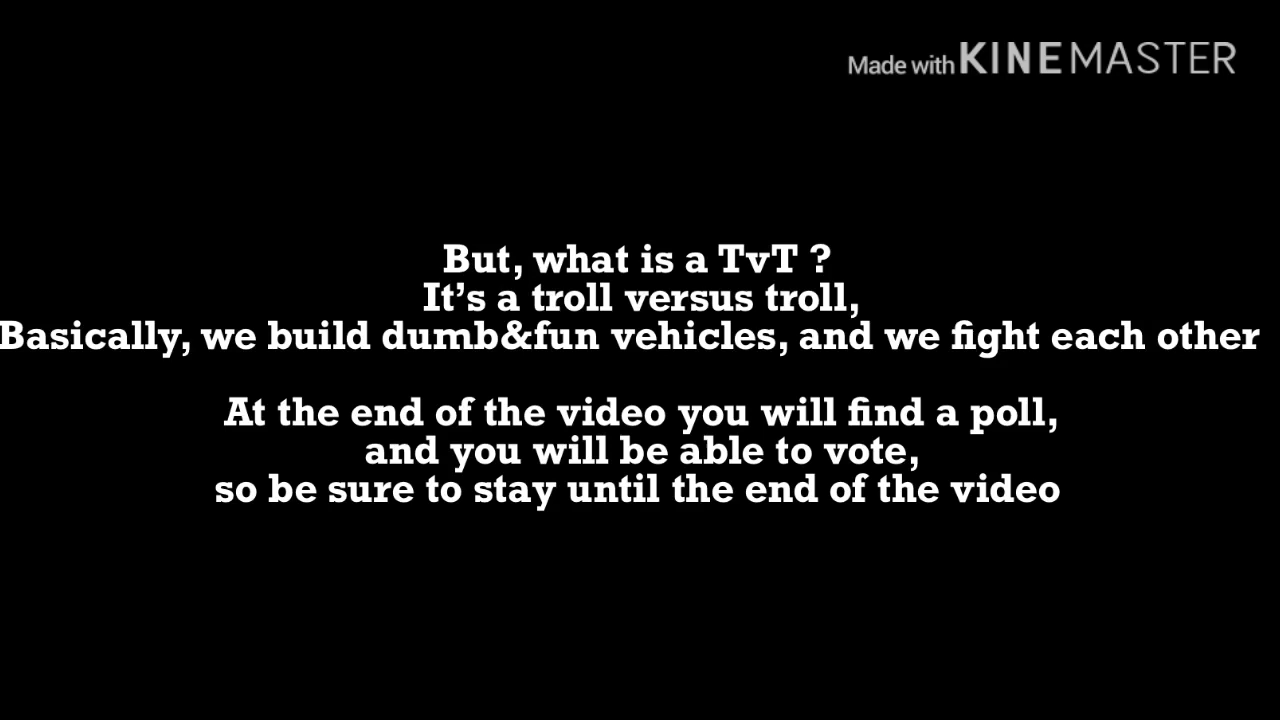 Made with KINEMASTER
But, what is a TvT ?
It's a troll versus troll,
Basically, we build dumb&fun vehicles, and we fight each other
At the end of the video you will find a poll,
and you will be able to vote,
so be sure to stay until the end of the video